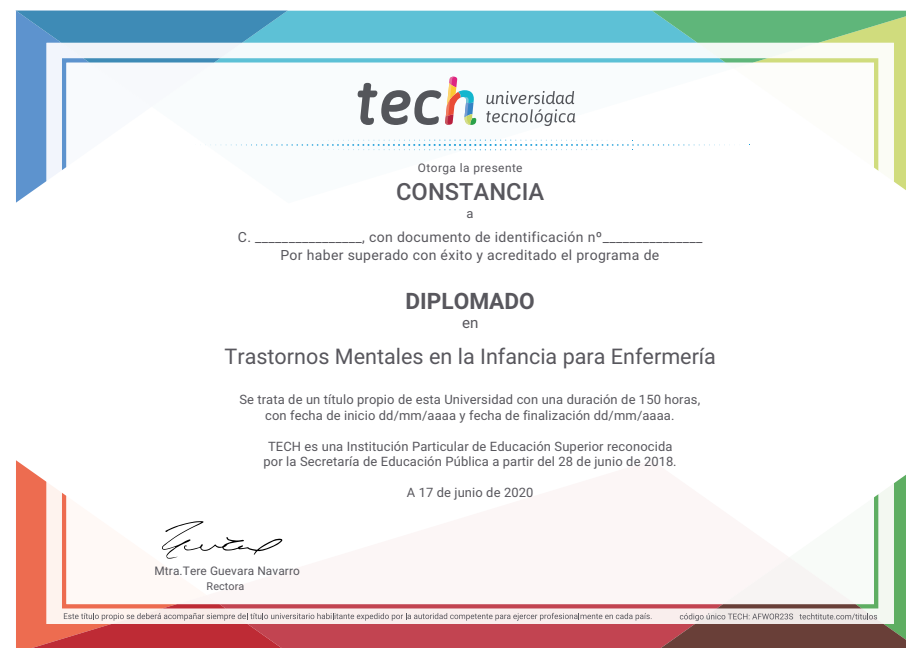 tech universidad
tecnológica
Otorga la presente
CONSTANCIA
a
C. ________________, con documento de identificación nº_______________
Por haber superado con éxito y acreditado el programa de
DIPLOMADO
en
Trastornos Mentales en la Infancia para Enfermería
Se trata de un título propio de esta Universidad con una duración de 150 horas,
con fecha de inicio dd/mm/aaaa y fecha de finalización dd/mm/aaaa.
TECH es una Institución Particular de Educación Superior reconocida
por la Secretaría de Educación Pública a partir del 28 de junio de 2018.
A 17 de junio de 2020
Mtra.Tere Guevara Navarro
Rectora
Este título propio se deberá acompañar siempre del título universitario habilitante expedido por la autoridad competente para ejercer profesionalmente en cada país. código único TECH: AFWOR23S techtitute.com/titulos